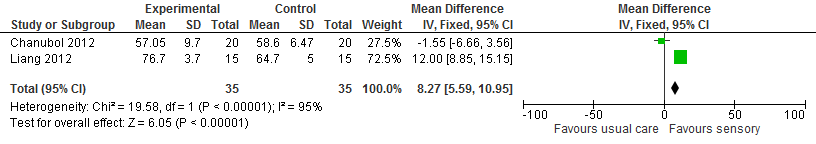 Experimental Control Mean Difference Mean Difference
Study or Subgroup Mean SD Total Mean SD Total Weight IV, Fixed, 95% CI IV, Fixed, 95% CI
Chanubol 2012 57.05 9.7 20 58.6 6.47 20 27.5% -1.55 [-6.66, 3.56]
Liang 2012 76.7 3.7 15 64.7 5 15 72.5% 12.00 [8.85, 15.15]
Total (95% CI) 35 35 100.0% 8.27 [5.59, 10.95]
Heterogeneity: Chi² = 19.58, df = 1 (P < 0.00001); I² = 95%
Test for overall effect: Z = 6.05 (P < 0.00001)
-100 -50 0 50 100
Favours usual care Favours sensory